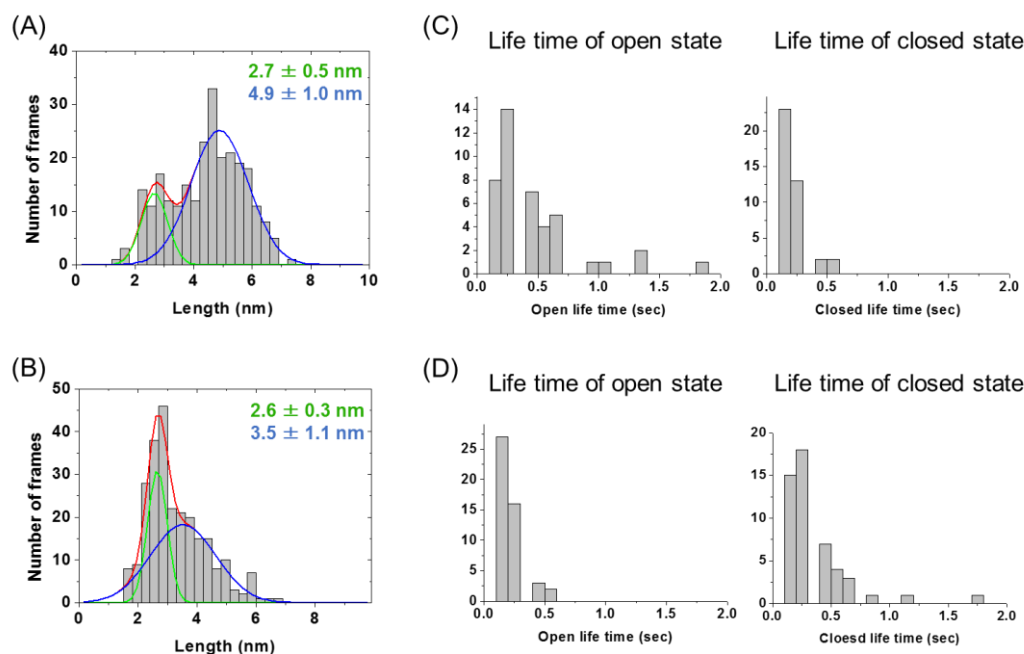 (A)
40
30
20
10
0
0 2 4 6 8 10
Number of frames
Length (nm)
2.7 ± 0.5 nm
4.9 ± 1.0 nm
(C)
Life time of open state
14
12
10
8
6
4
2
0
0.0 0.5 1.0 1.5 2.0
Open life time (sec)
Life time of closed state
20
15
10
5
0
0.0 0.5 1.0 1.5 2.0
Closed life time (sec)
(B)
50
40
30
20
10
0
0 2 4 6 8
Number of frames
Length (nm)
2.6 ± 0.3 nm
3.5 ± 1.1 nm
(D)
Life time of open state
25
20
15
10
5
0
0.0 0.5 1.0 1.5 2.0
Open life time (sec)
Life time of closed state
20
15
10
5
0
0.0 0.5 1.0 1.5 2.0
Cloesd life time (sec)